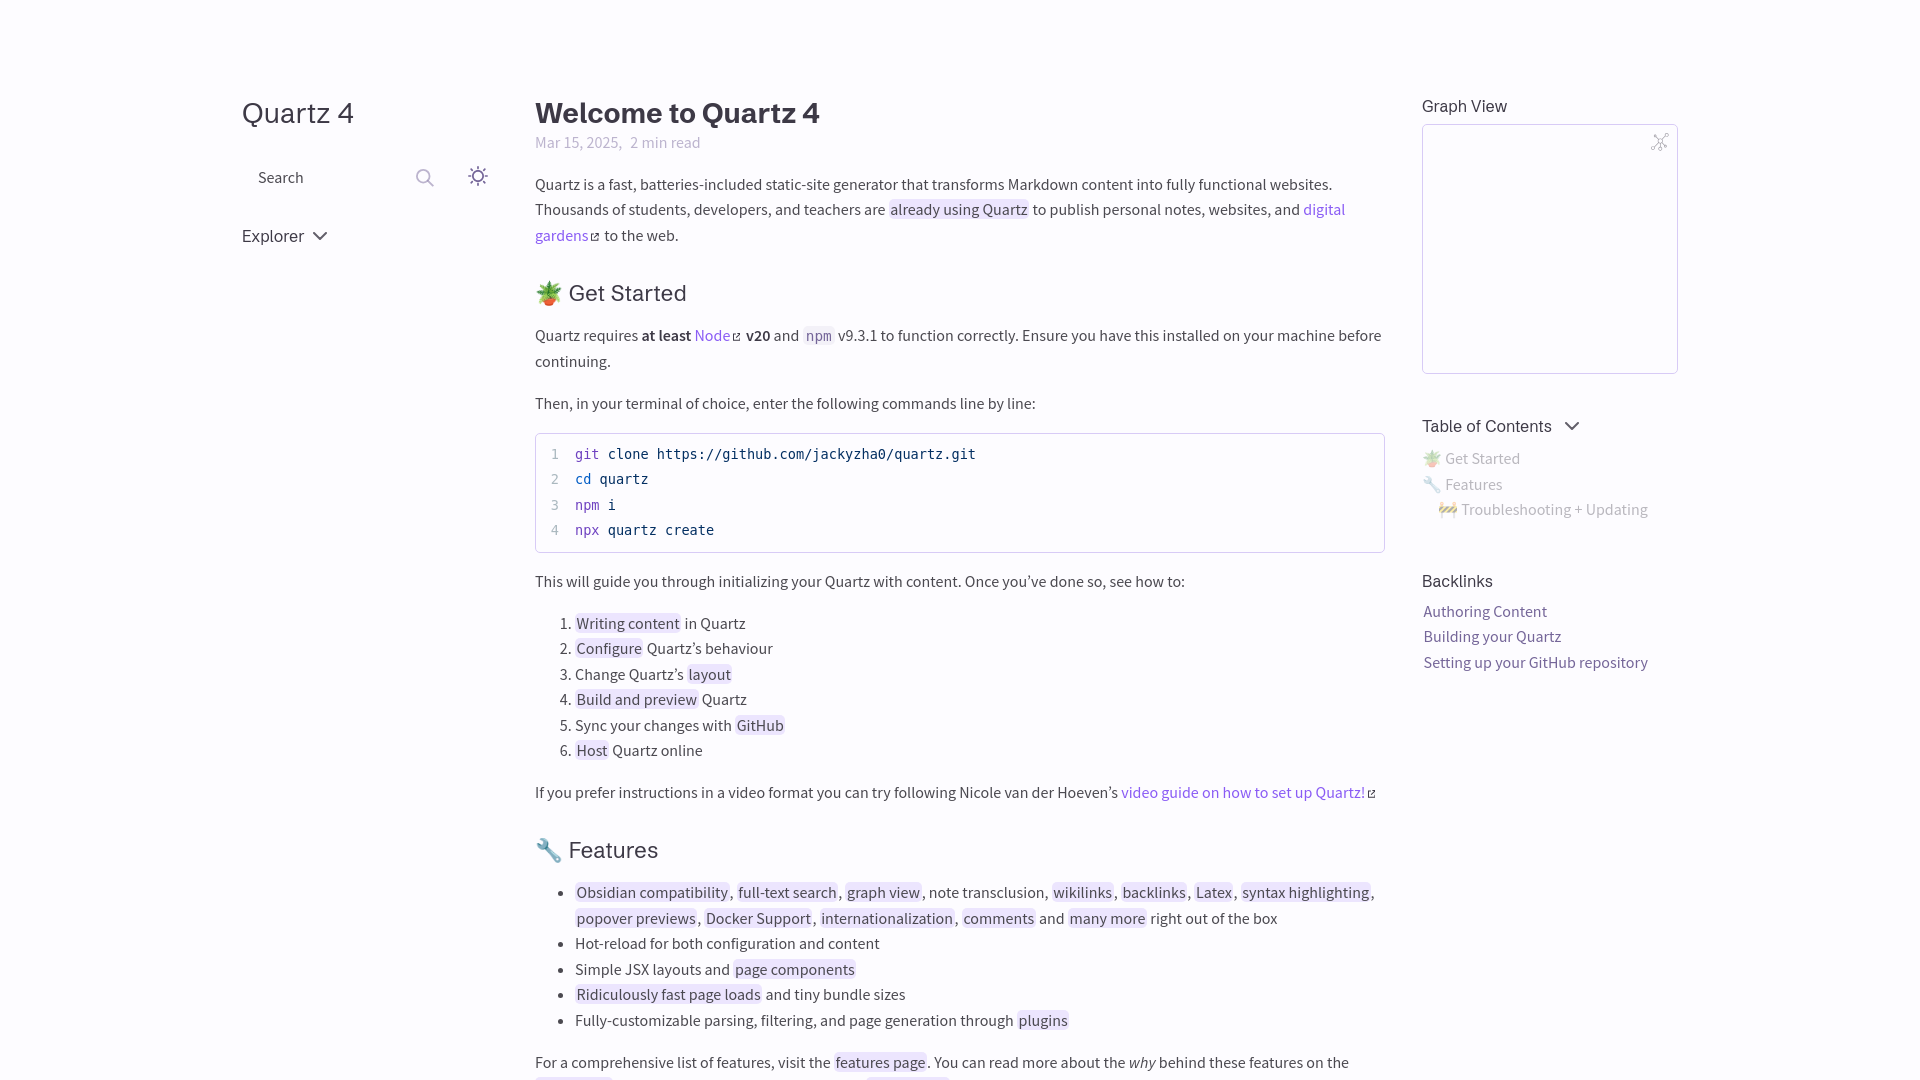 Quartz 4
Search
Explorer
Welcome to Quartz 4
Mar 15, 2025, 2 min read
Quartz is a fast, batteries-included static-site generator that transforms Markdown content into fully functional websites.
Thousands of students, developers, and teachers are already using Quartz to publish personal notes, websites, and digital
gardens to the web.
🪴 Get Started
Quartz requires at least Node v20 and npm v9.3.1 to function correctly. Ensure you have this installed on your machine before
continuing.
Then, in your terminal of choice, enter the following commands line by line:
1 git clone https://github.com/jackyzha0/quartz.git
2 cd quartz
3 npm i
4 npx quartz create
This will guide you through initializing your Quartz with content. Once you’ve done so, see how to:
1. Writing content in Quartz
2. Configure Quartz’s behaviour
3. Change Quartz’s layout
4. Build and preview Quartz
5. Sync your changes with GitHub
6. Host Quartz online
If you prefer instructions in a video format you can try following Nicole van der Hoeven’s video guide on how to set up Quartz!
🔧 Features
• Obsidian compatibility, full-text search, graph view, note transclusion, wikilinks, backlinks, Latex, syntax highlighting,
popover previews, Docker Support, internationalization, comments and many more right out of the box
• Hot-reload for both configuration and content
• Simple JSX layouts and page components
• Ridiculously fast page loads and tiny bundle sizes
• Fully-customizable parsing, filtering, and page generation through plugins
For a comprehensive list of features, visit the features page. You can read more about the why behind these features on the
Graph View
Table of Contents
🪴 Get Started
🔧 Features
🚧 Troubleshooting + Updating
Backlinks
Authoring Content
Building your Quartz
Setting up your GitHub repository